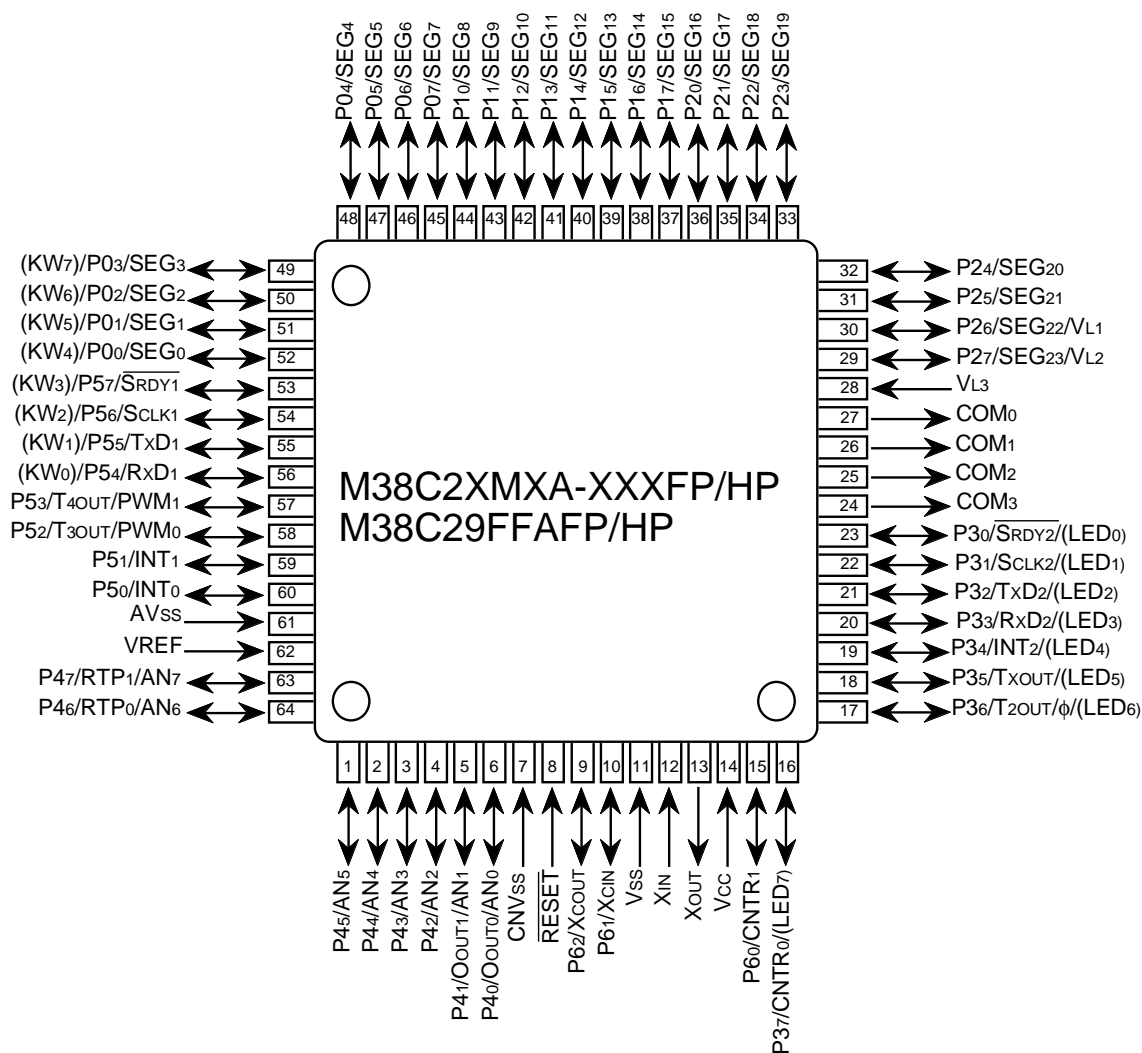 P04/SEG4
P05/SEG5
P06/SEG6
P07/SEG7
P10/SEG8
P11/SEG9
P12/SEG10
P13/SEG11
P14/SEG12
P15/SEG13
P16/SEG14
P17/SEG15
P20/SEG16
P21/SEG17
P22/SEG18
P23/SEG19
48 47 46 45 44 43 42 41 40 39 38 37 36 35 34 33
(KW7)/P03/SEG3 49
(KW6)/P02/SEG2 50
(KW5)/P01/SEG1 51
(KW4)/P00/SEG0 52
(KW3)/P57/SRDY1 53
(KW2)/P56/SCLK1 54
(KW1)/P55/TXD1 55
(KW0)/P54/RXD1 56
P53/T4OUT/PWM1 57
P52/T3OUT/PWM0 58
P51/INT1 59
P50/INT0 60
AVSS 61
VREF 62
P47/RTP1/AN7 63
P46/RTP0/AN6 64
M38C2XMXA-XXXFP/HP
M38C29FFAFP/HP
32 P24/SEG20
31 P25/SEG21
30 P26/SEG22/VL1
29 P27/SEG23/VL2
28 VL3
27 COM0
26 COM1
25 COM2
24 COM3
23 P30/SRDY2/(LED0)
22 P31/SCLK2/(LED1)
21 P32/TXD2/(LED2)
20 P33/RXD2/(LED3)
19 P34/INT2/(LED4)
18 P35/TXOUT/(LED5)
17 P36/T2OUT/ϕ/(LED6)
1 2 3 4 5 6 7 8 9 10 11 12 13 14 15 16
P45/AN5
P44/AN4
P43/AN3
P42/AN2
P41/OOUT1/AN1
P40/OOUT0/AN0
CNVSS
RESET
P62/XCOUT
P61/XCIN
VSS
XIN
XOUT
VCC
P60/CNTR1
P37/CNTR0/(LED7)